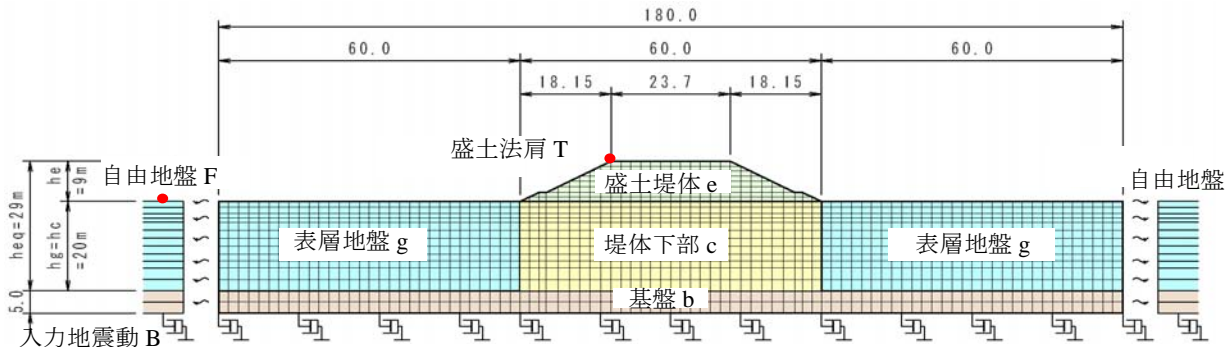 180.0
60.0 60.0 60.0
18.15 23.7 18.15
盛土法肩 T
自由地盤 F
自由地盤
he
=9m
盛土堤体 e
heq=29m
hg=hc
=20m
表層地盤 g
堤体下部 c
表層地盤 g
5.0
基盤 b
入力地震動 B